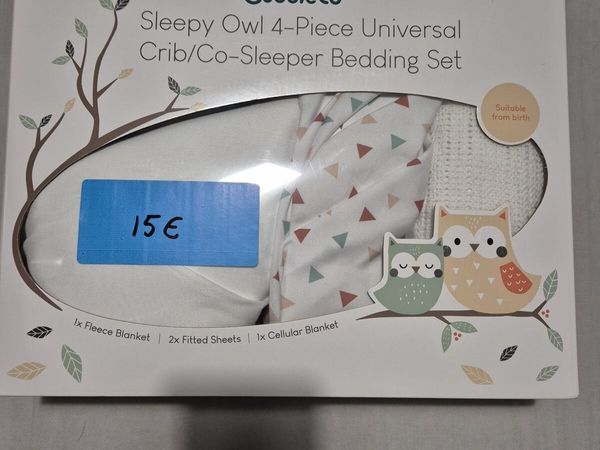 Sleepy Owl 4-Piece Universal
Crib/Co-Sleeper Bedding Set
Suitable
from birth
15€
1x Fleece Blanket | 2x Fitted Sheets | 1x Cellular Blanket